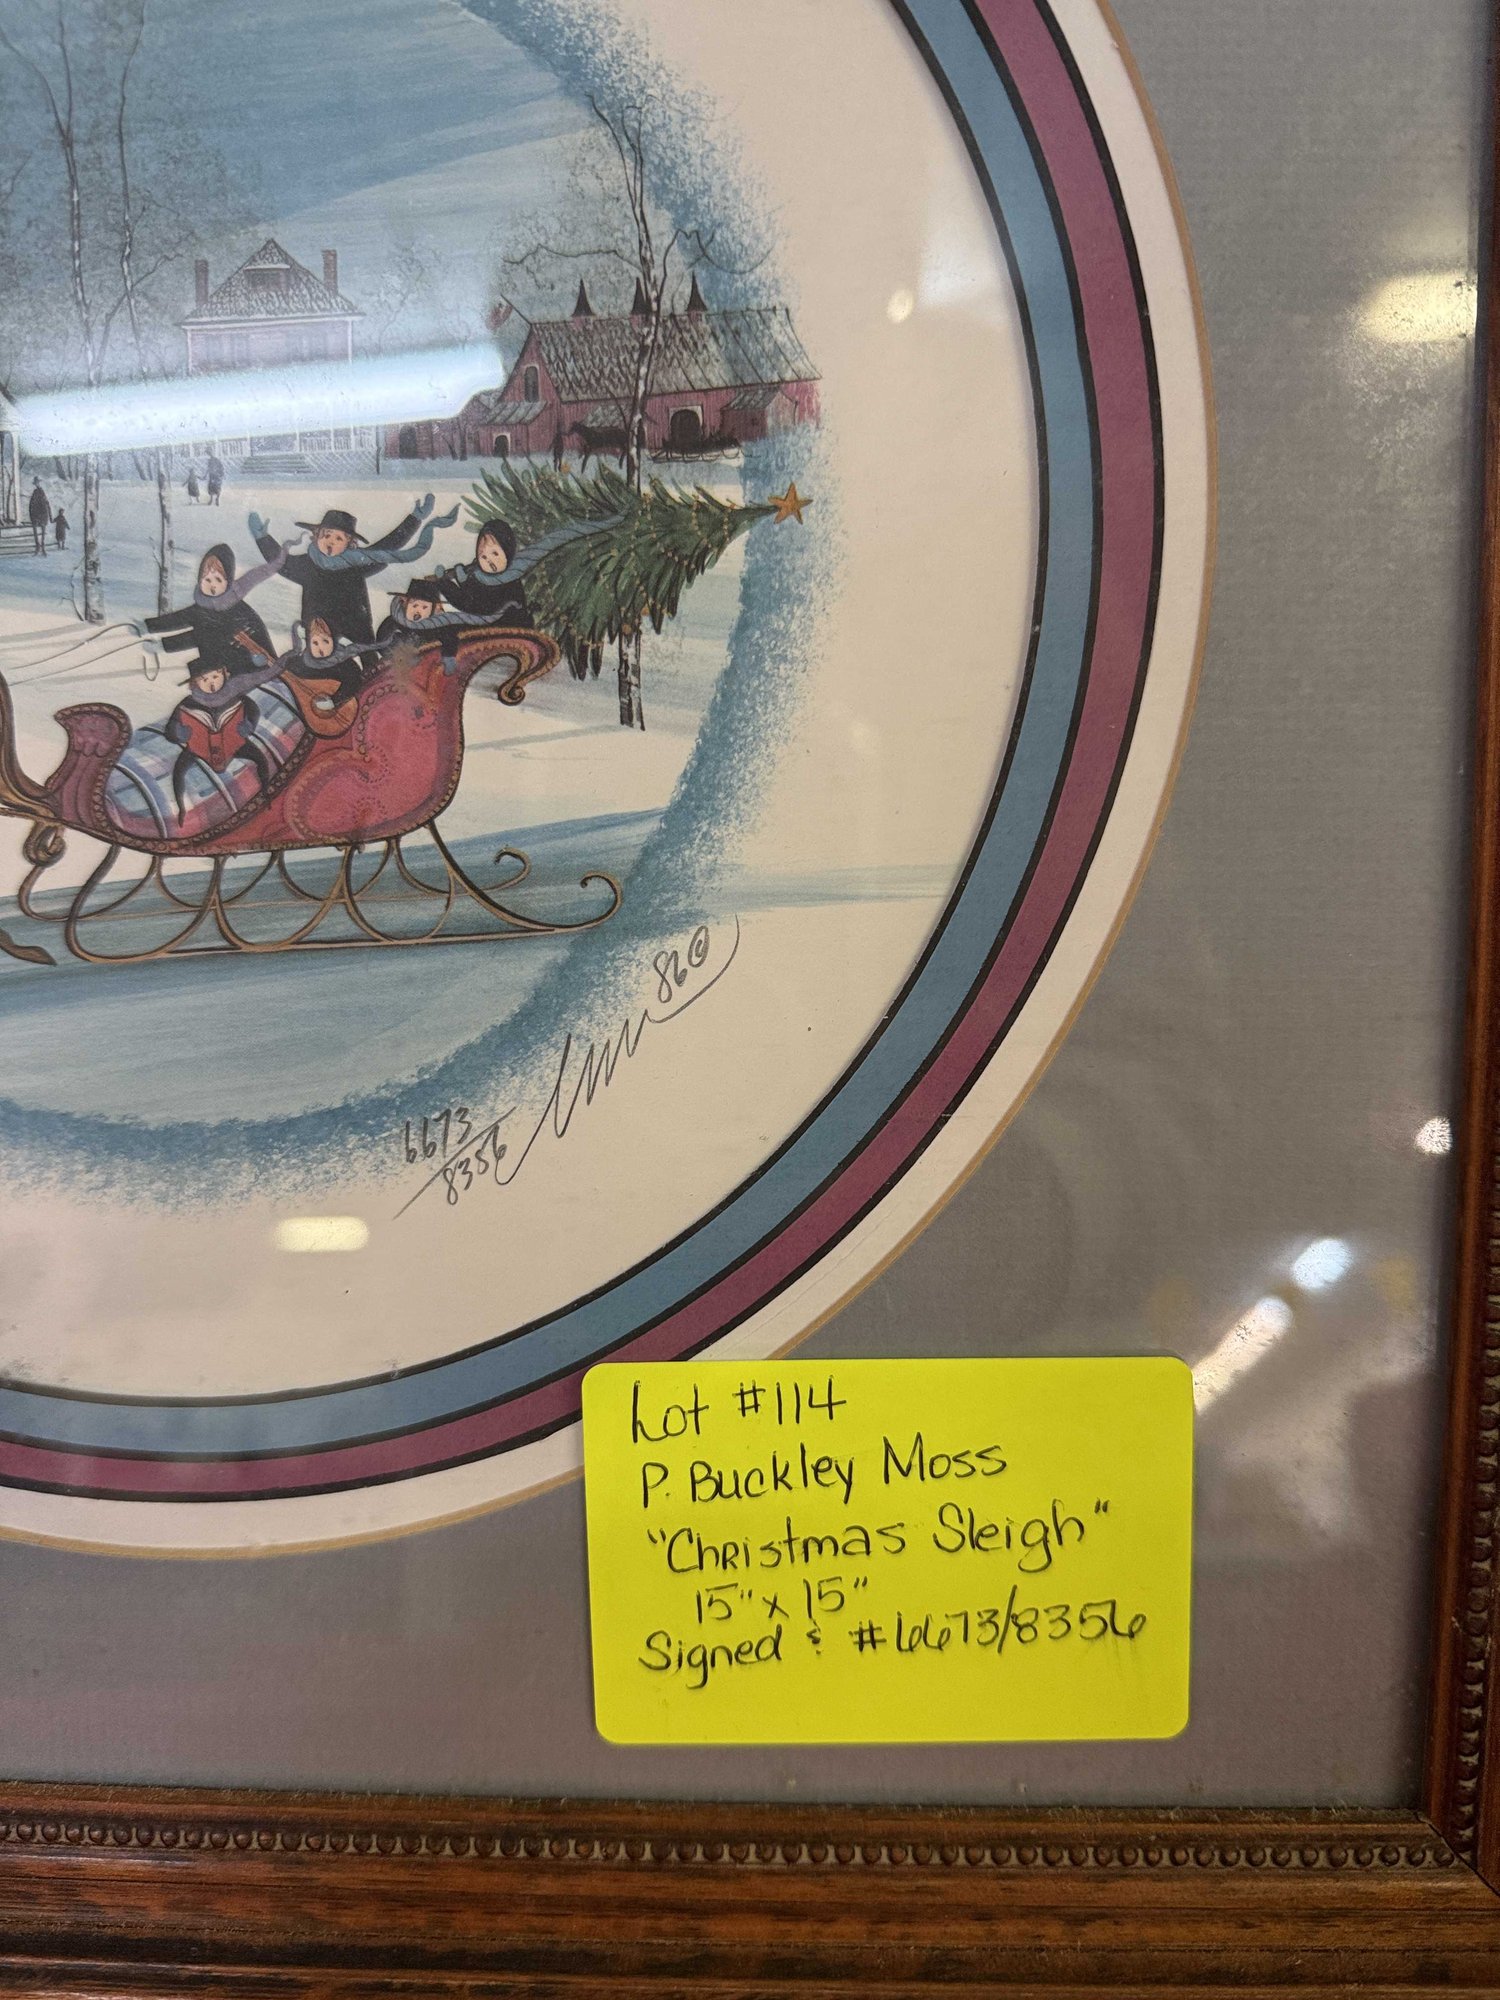 86©
6673
8356
Lot #114
P. Buckley Moss
"Christmas Sleigh"
15" x 15"
Signed & #6673/8356